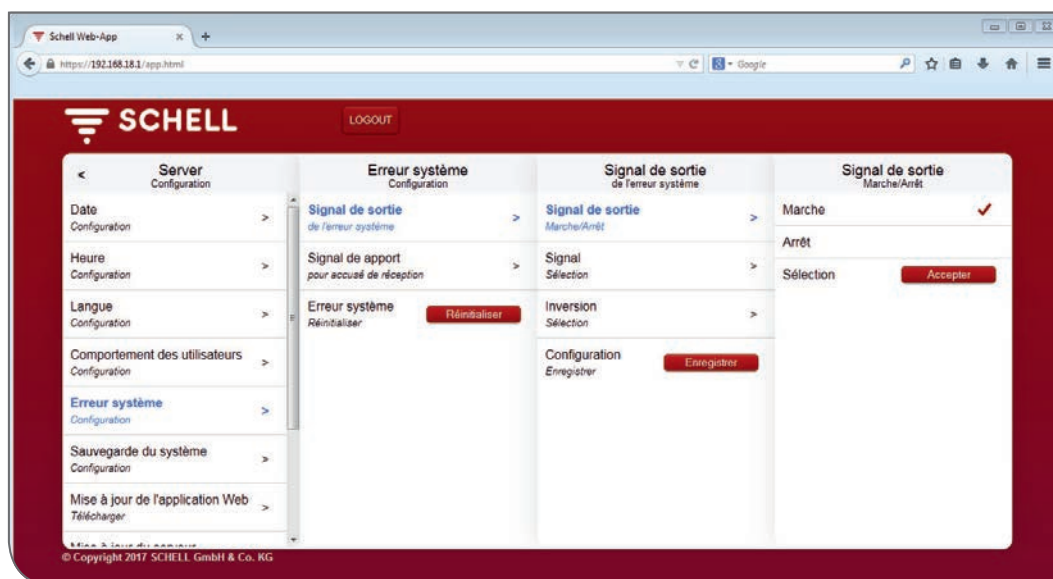 Schell Web-App
https://192.168.18.1/app.html
Google
SCHELL
LOGOUT
< Server
Configuration
Date >
Configuration
Heure >
Configuration
Langue >
Configuration
Comportement des utilisateurs >
Configuration
Erreur système >
Configuration
Sauvegarde du système >
Configuration
Mise à jour de l'application Web >
Télécharger
Mise à jour du serveur
Erreur système
Configuration
Signal de sortie >
de l'erreur système
Signal de apport >
pour accusé de réception
Erreur système Réinitialiser
Réinitialiser
Signal de sortie
de l'erreur système
Signal de sortie >
Marche/Arrêt
Signal >
Sélection
Inversion >
Sélection
Configuration Enregistrer
Enregistrer
Signal de sortie
Marche/Arrêt
Marche
Arrêt
Sélection Accepter
© Copyright 2017 SCHELL GmbH & Co. KG